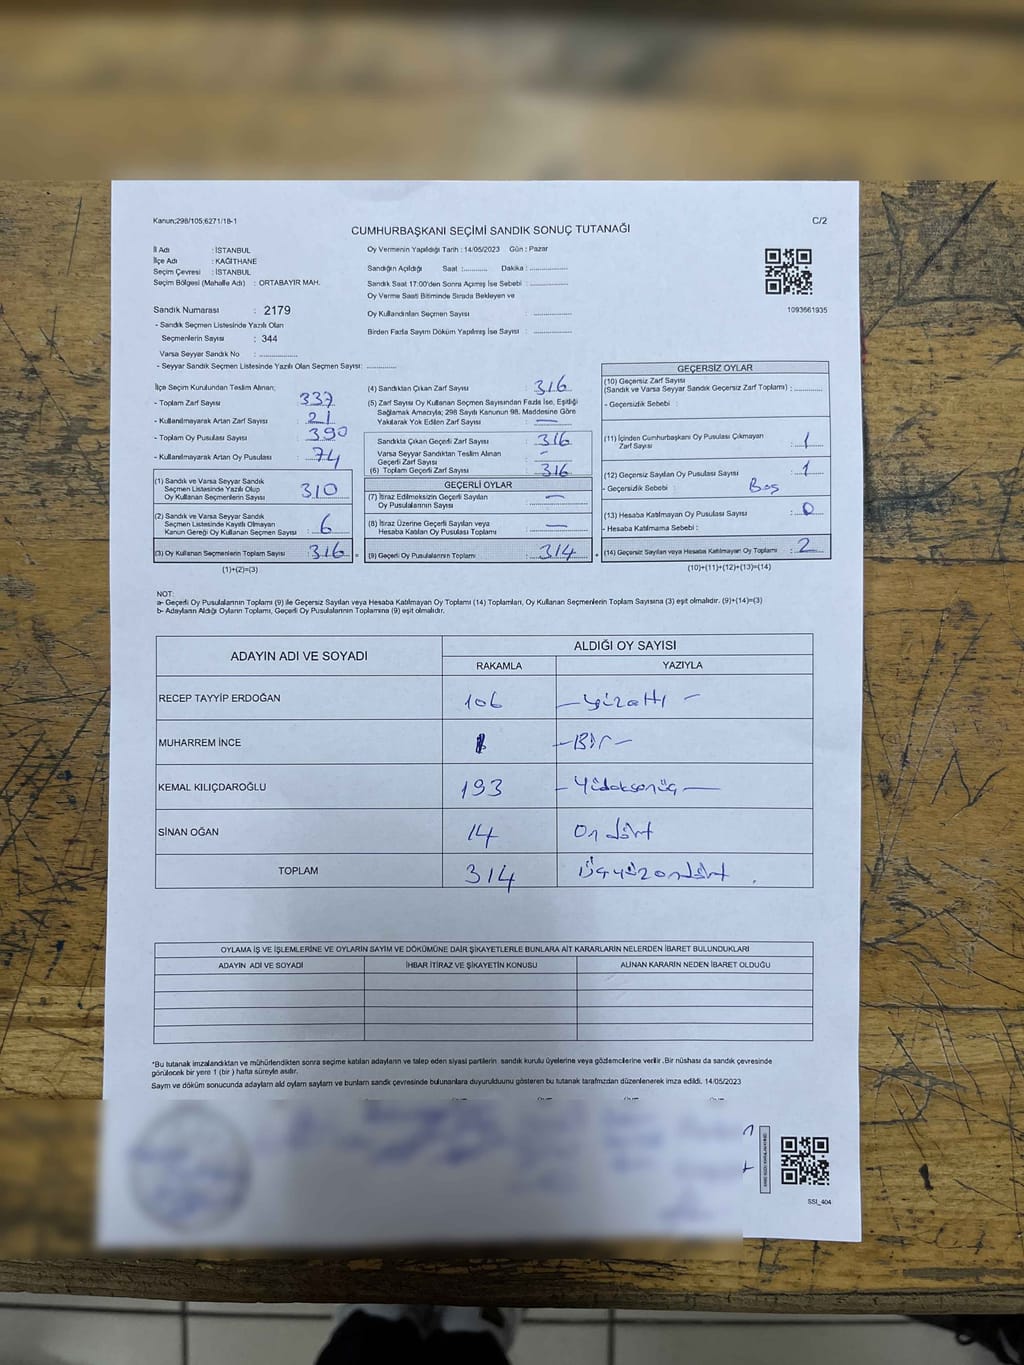 Kanun;298/105;6271/18-1
C/2
CUMHURBAŞKANI SEÇİMİ SANDIK SONUÇ TUTANAĞI
İl Adı : İSTANBUL
İlçe Adı : KAĞITHANE
Seçim Çevresi : İSTANBUL
Seçim Bölgesi (Mahalle Adı) : ORTABAYIR MAH.
Oy Vermenin Yapıldığı Tarih : 14/05/2023 Gün : Pazar
Sandığın Açıldığı Saat :........... Dakika : ................
Sandık Saat 17:00'den Sonra Açımış İse Sebebi : ................
Oy Verme Saati Bitiminde Sırada Bekleyen ve
Oy Kullandırılan Seçmen Sayısı : ................
Birden Fazla Sayım Döküm Yapılmış İse Sayısı : ................
1093661935
Sandık Numarası : 2179
- Sandık Seçmen Listesinde Yazılı Olan
Seçmenlerin Sayısı : 344
Varsa Seyyar Sandık No : ................
- Seyyar Sandık Seçmen Listesinde Yazılı Olan Seçmen Sayısı: ............
İlçe Seçim Kurulundan Teslim Alınan;
- Toplam Zarf Sayısı : 337
- Kullanılmayarak Artan Zarf Sayısı : 21
- Toplam Oy Pusulası Sayısı : 390
- Kullanılmayarak Artan Oy Pusulası : 74
(1) Sandık ve Varsa Seyyar Sandık
Seçmen Listesinde Yazılı Olup
Oy Kullanan Seçmenlerin Sayısı : 310
(2) Sandık ve Varsa Seyyar Sandık
Seçmen Listesinde Kayıtlı Olmayan
Kanun Gereği Oy Kullanan Seçmen Sayısı : 6
(3) Oy Kullanan Seçmenlerin Toplam Sayısı : 316 =
(1)+(2)=(3)
(4) Sandıktan Çıkan Zarf Sayısı : 316
(5) Zarf Sayısı Oy Kullanan Seçmen Sayısından Fazla İse, Eşitliği
Sağlamak Amacıyla; 298 Sayılı Kanunun 98. Maddesine Göre
Yakılarak Yok Edilen Zarf Sayısı : —
Sandıkta Çıkan Geçerli Zarf Sayısı : 316
Varsa Seyyar Sandıktan Teslim Alınan
Geçerli Zarf Sayısı : -
(6) Toplam Geçerli Zarf Sayısı : 316
GEÇERLİ OYLAR
(7) İtiraz Edilmeksizin Geçerli Sayılan
Oy Pusulalarının Sayısı : —
(8) İtiraz Üzerine Geçerli Sayılan veya
Hesaba Katılan Oy Pusulası Toplamı : —
(9) Geçerli Oy Pusulalarının Toplamı : 314 +
GEÇERSİZ OYLAR
(10) Geçersiz Zarf Sayısı
(Sandık ve Varsa Seyyar Sandık Geçersiz Zarf Toplamı) : ............
- Geçersizlik Sebebi :
(11) İçinden Cumhurbaşkanı Oy Pusulası Çıkmayan
Zarf Sayısı : 1
(12) Geçersiz Sayılan Oy Pusulası Sayısı : 1
- Geçersizlik Sebebi : Boş
(13) Hesaba Katılmayan Oy Pusulası Sayısı : 0
- Hesaba Katılmama Sebebi :
(14) Geçersiz Sayılan veya Hesaba Katılmayan Oy Toplamı : 2
(10)+(11)+(12)+(13)=(14)
NOT:
a- Geçerli Oy Pusulalarının Toplamı (9) ile Geçersiz Sayılan veya Hesaba Katılmayan Oy Toplamı (14) Toplamları, Oy Kullanan Seçmenlerin Toplam Sayısına (3) eşit olmalıdır. (9)+(14)=(3)
b- Adayların Aldığı Oyların Toplamı, Geçerli Oy Pusulalarının Toplamına (9) eşit olmalıdır.
ADAYIN ADI VE SOYADI
ALDIĞI OY SAYISI
RAKAMLA YAZIYLA
RECEP TAYYİP ERDOĞAN 106 - yüzaltı -
MUHARREM İNCE 1 - Bir -
KEMAL KILIÇDAROĞLU 193
SİNAN OĞAN 14 On dört
TOPLAM 314 Üçyüzondört
OYLAMA İŞ VE İŞLEMLERİNE VE OYLARIN SAYIM VE DÖKÜMÜNE DAİR ŞİKAYETLERLE BUNLARA AİT KARARLARIN NELERDEN İBARET BULUNDUKLARI
ADAYIN ADI VE SOYADI İHBAR İTİRAZ VE ŞİKAYETİN KONUSU ALINAN KARARIN NEDEN İBARET OLDUĞU
*Bu tutanak imzalandıktan ve mühürlendikten sonra seçime katılan adayların ve talep eden siyasi partilerin, sandık kurulu üyelerine veya gözlemcilerine verilir. Bir nüshası da sandık çevresinde
görülecek bir yere 1 (bir ) hafta süreyle asılır.
Sayım ve döküm sonucunda adayların aldı oyların sayıları ve bunların sandık çevresinde bulunanlara duyurulduunu gösteren bu tutanak tarafımızdan düzenlenerek imza edildi. 14/05/2023
SSI_404